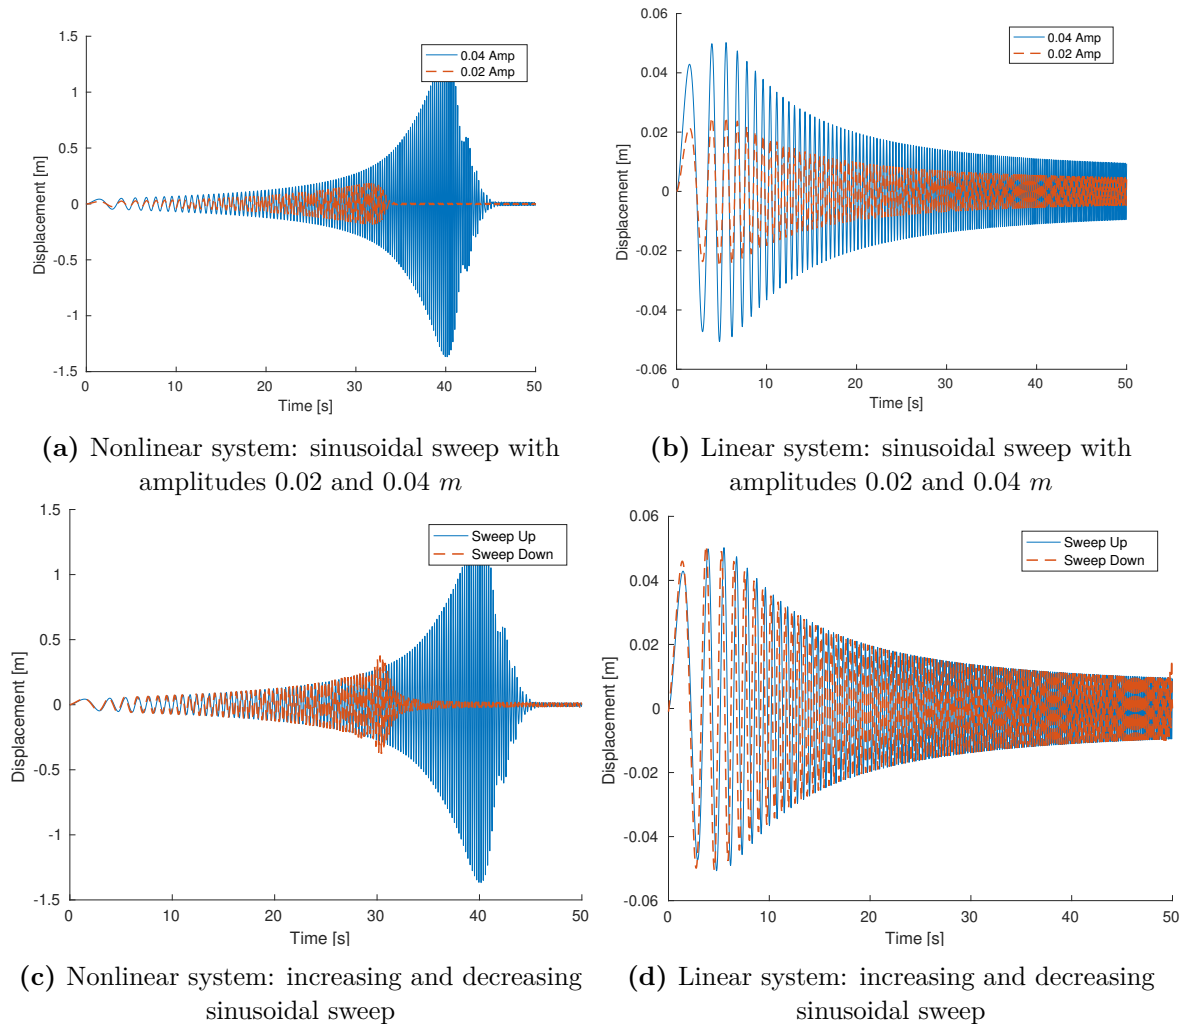 1.5
1
0.5
0
-0.5
-1
-1.5
Displacement [m]
0.04 Amp
0.02 Amp
0 10 20 30 40 50
Time [s]
(a) Nonlinear system: sinusoidal sweep with
amplitudes 0.02 and 0.04 m
0.06
0.04
0.02
0
-0.02
-0.04
-0.06
Displacement [m]
0.04 Amp
0.02 Amp
0 10 20 30 40 50
Time [s]
(b) Linear system: sinusoidal sweep with
amplitudes 0.02 and 0.04 m
1.5
1
0.5
0
-0.5
-1
-1.5
Displacement [m]
Sweep Up
Sweep Down
0 10 20 30 40 50
Time [s]
(c) Nonlinear system: increasing and decreasing
sinusoidal sweep
0.06
0.04
0.02
0
-0.02
-0.04
-0.06
Displacement [m]
Sweep Up
Sweep Down
0 10 20 30 40 50
Time [s]
(d) Linear system: increasing and decreasing
sinusoidal sweep